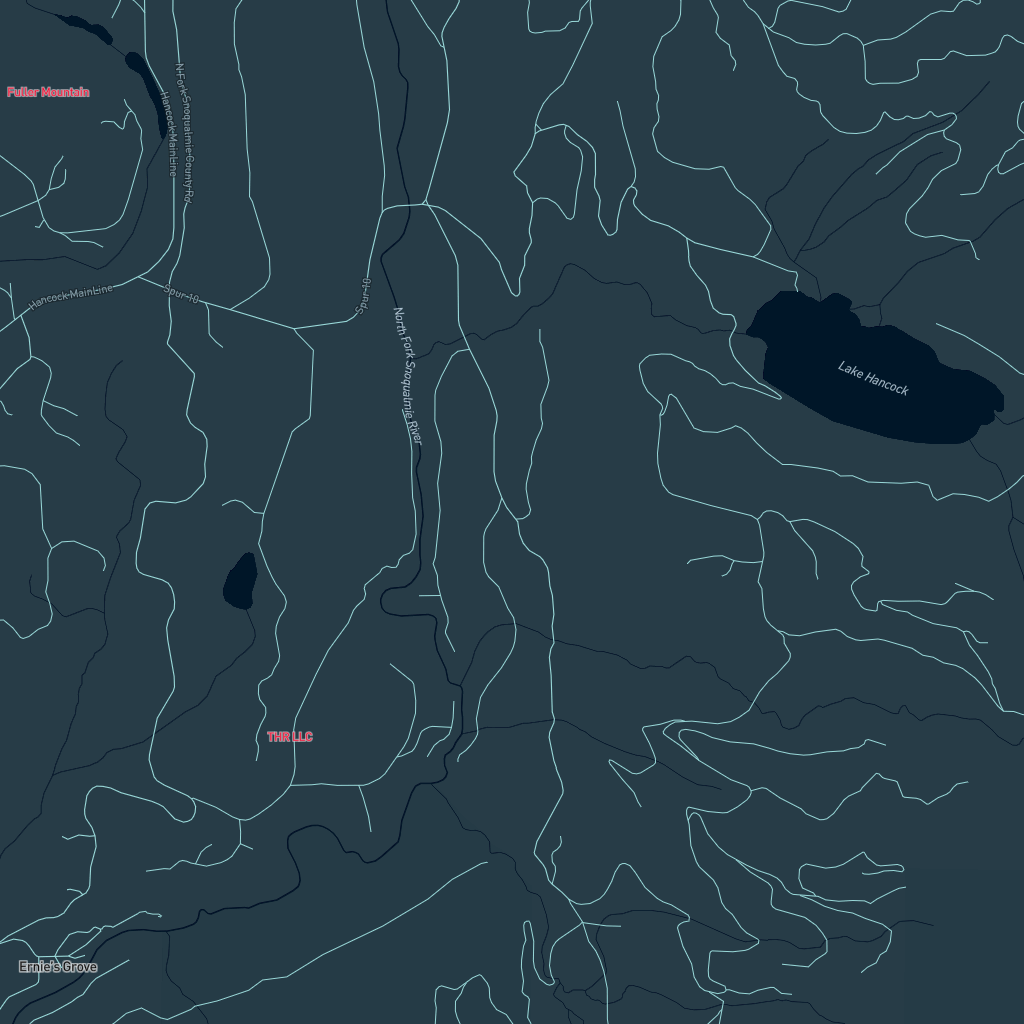 Fuller Mountain
N Fork Snoqualmie County Rd
Hancock MainLine
Hancock MainLine
Spur 10
Spur 10
North Fork Snoqualmie River
Lake Hancock
THR LLC
Ernie's Grove